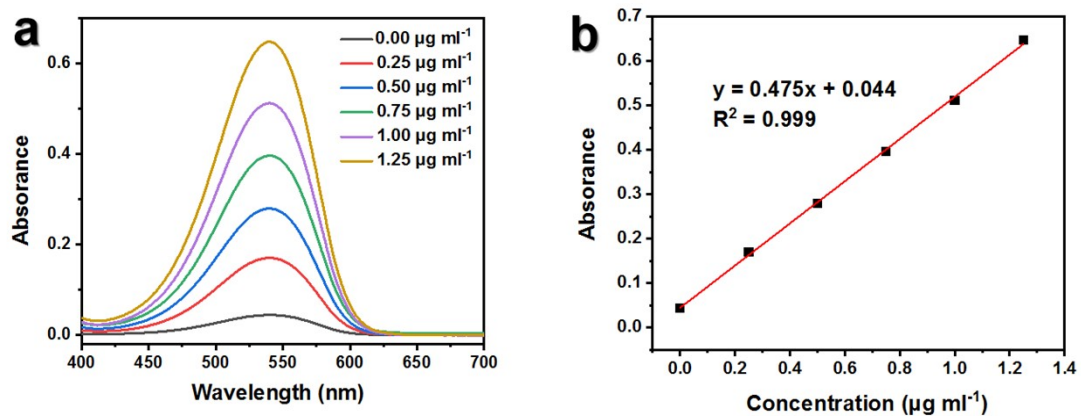 a
0.00 µg ml⁻¹
0.25 µg ml⁻¹
0.50 µg ml⁻¹
0.75 µg ml⁻¹
1.00 µg ml⁻¹
1.25 µg ml⁻¹
Absorance
0.6
0.4
0.2
0.0
400 450 500 550 600 650 700
Wavelength (nm)
b
y = 0.475x + 0.044
R² = 0.999
Absorance
0.7
0.6
0.5
0.4
0.3
0.2
0.1
0.0
0.0 0.2 0.4 0.6 0.8 1.0 1.2 1.4
Concentration (µg ml⁻¹)